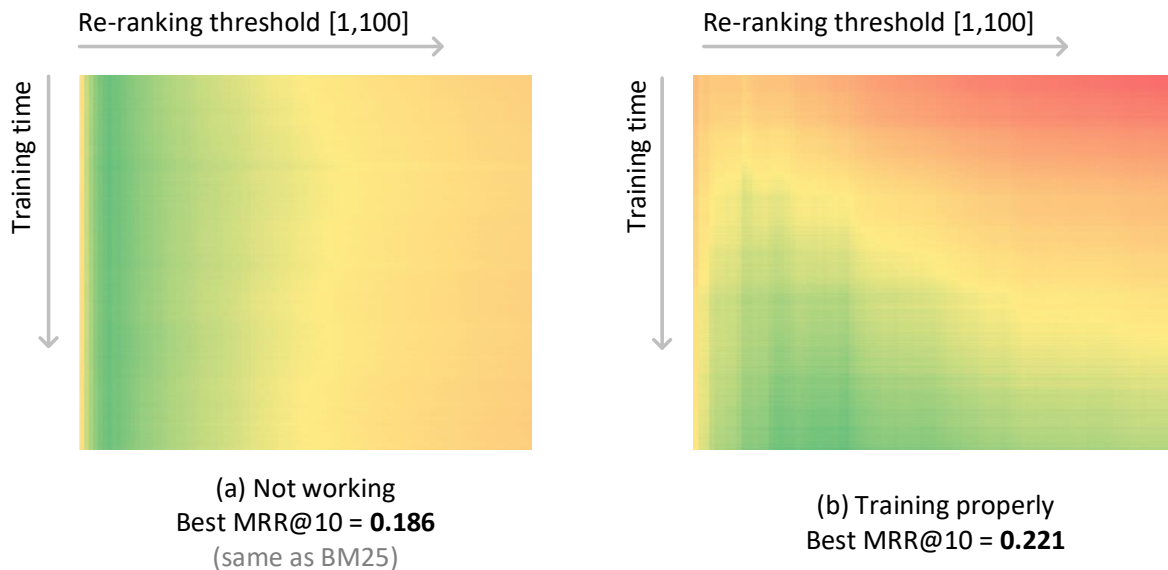 Re-ranking threshold [1,100]
Training time
(a) Not working
Best MRR@10 = 0.186
(same as BM25)
Re-ranking threshold [1,100]
Training time
(b) Training properly
Best MRR@10 = 0.221